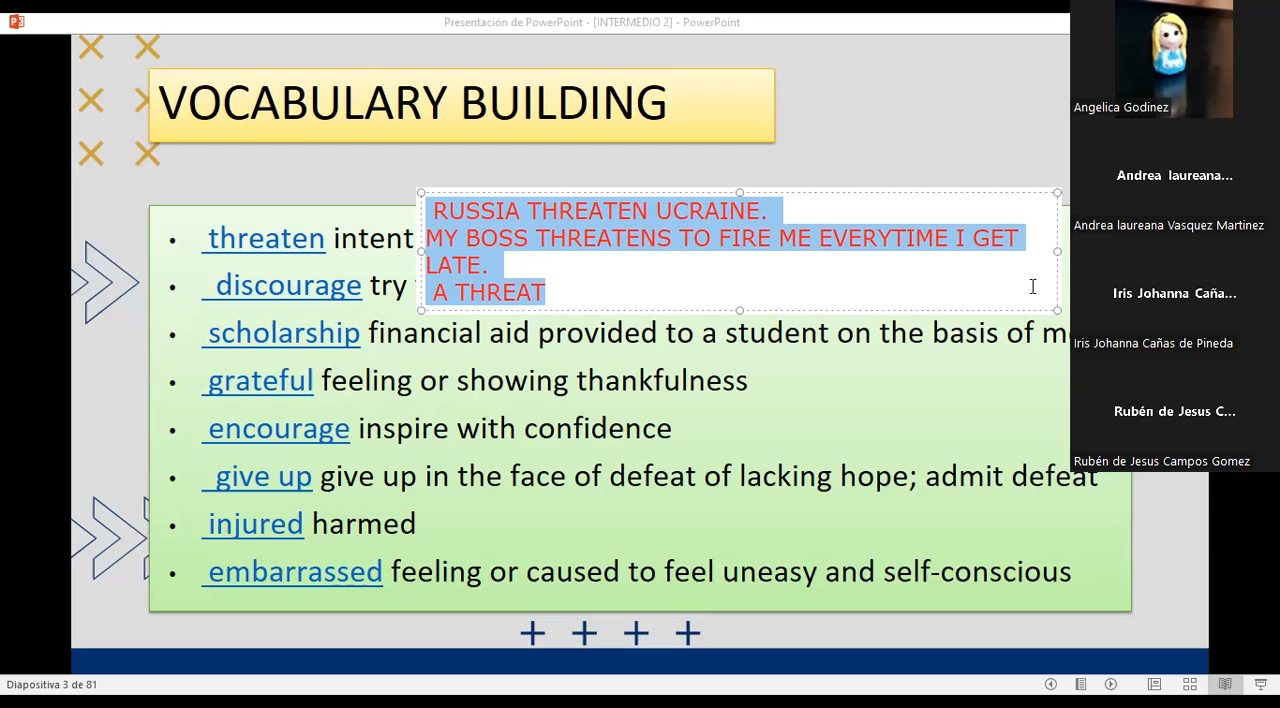 Presentación de PowerPoint - [INTERMEDIO 2] - PowerPoint
VOCABULARY BUILDING
RUSSIA THREATEN UCRAINE.
MY BOSS THREATENS TO FIRE ME EVERYTIME I GET
LATE.
A THREAT
• threaten intent
• discourage try
• scholarship financial aid provided to a student on the basis of
• grateful feeling or showing thankfulness
• encourage inspire with confidence
• give up give up in the face of defeat of lacking hope; admit defeat
• injured harmed
• embarrassed feeling or caused to feel uneasy and self-conscious
Angelica Godinez
Andrea laureana...
Andrea laureana Vasquez Martinez
Iris Johanna Caña...
Iris Johanna Cañas de Pineda
Rubén de Jesus C...
Rubén de Jesus Campos Gomez
Diapositiva 3 de 81